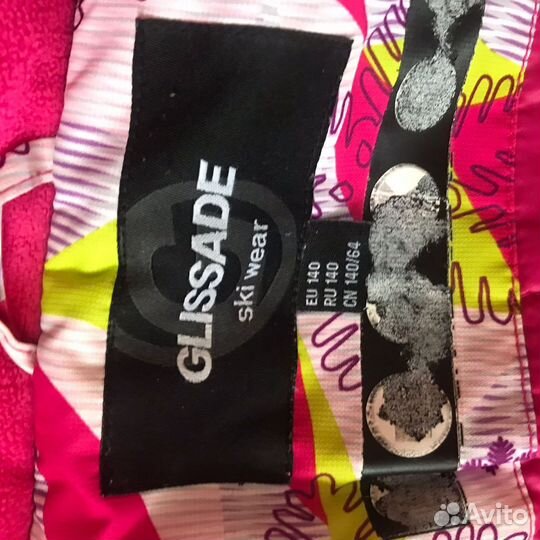 GLISSADE
ski wear
EU 140
RU 140
CN 140/64
Avito